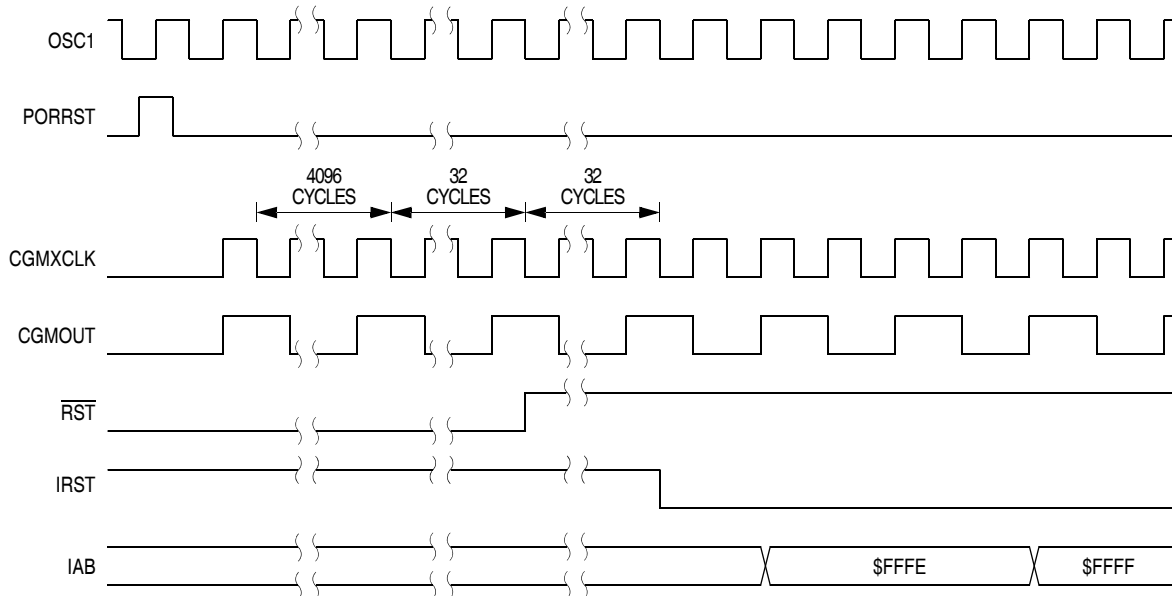 OSC1
PORRST
4096
CYCLES
32
CYCLES
32
CYCLES
CGMXCLK
CGMOUT
RST
IRST
IAB
$FFFE
$FFFF